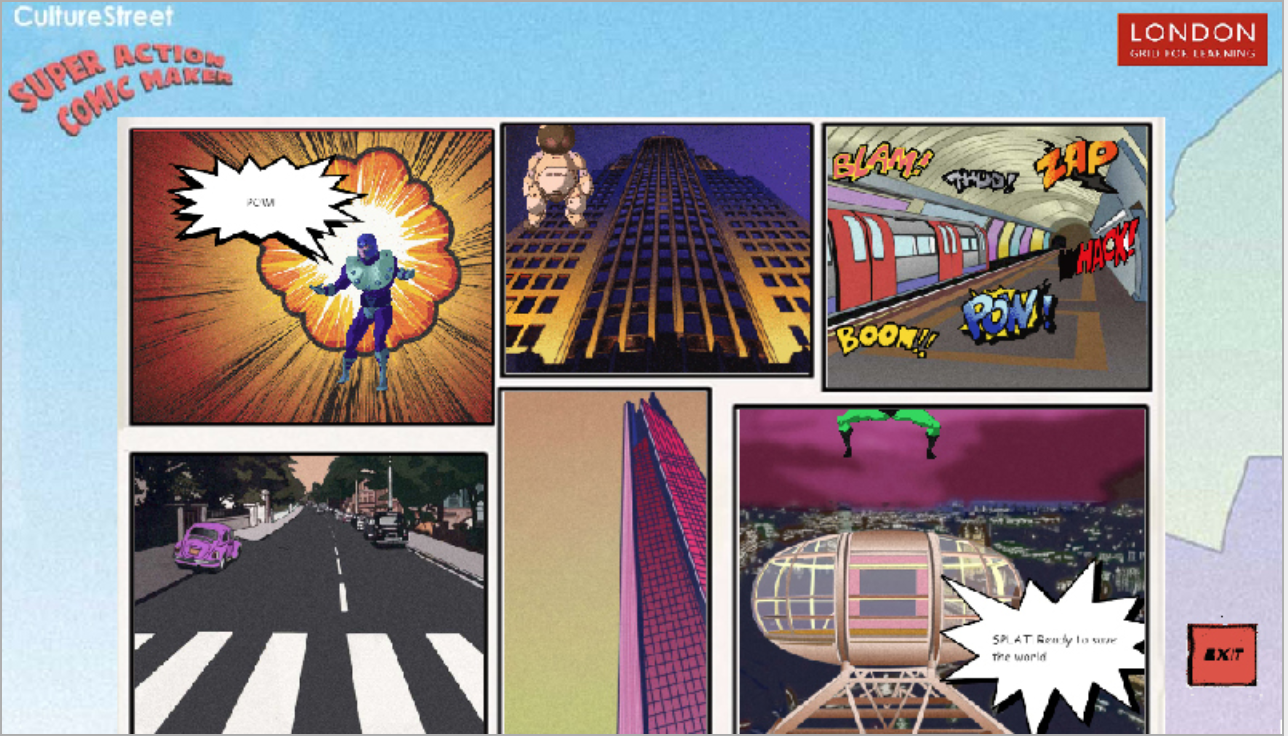 CultureStreet
SUPER ACTION
COMIC MAKER
LONDON
GRID FOR LEARNING
POW!
BLAM!
THUD!
ZAP
WHACK!
POW!
BOOM!!
SPLAT! Ready to save
the world
EXIT